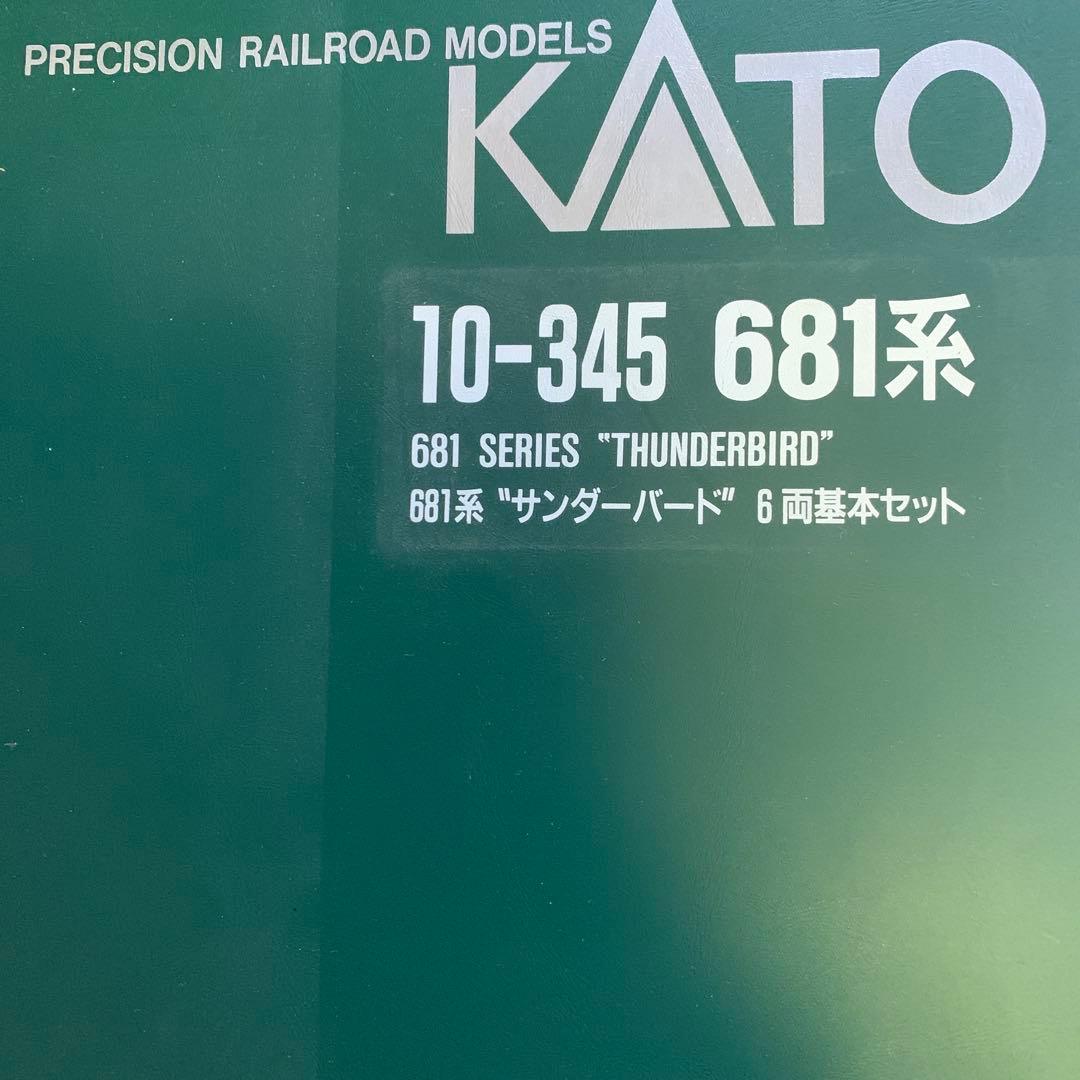 PRECISION RAILROAD MODELS
KATO
10-345 681系
681 SERIES “THUNDERBIRD”
681系 “サンダーバード” 6両基本セット